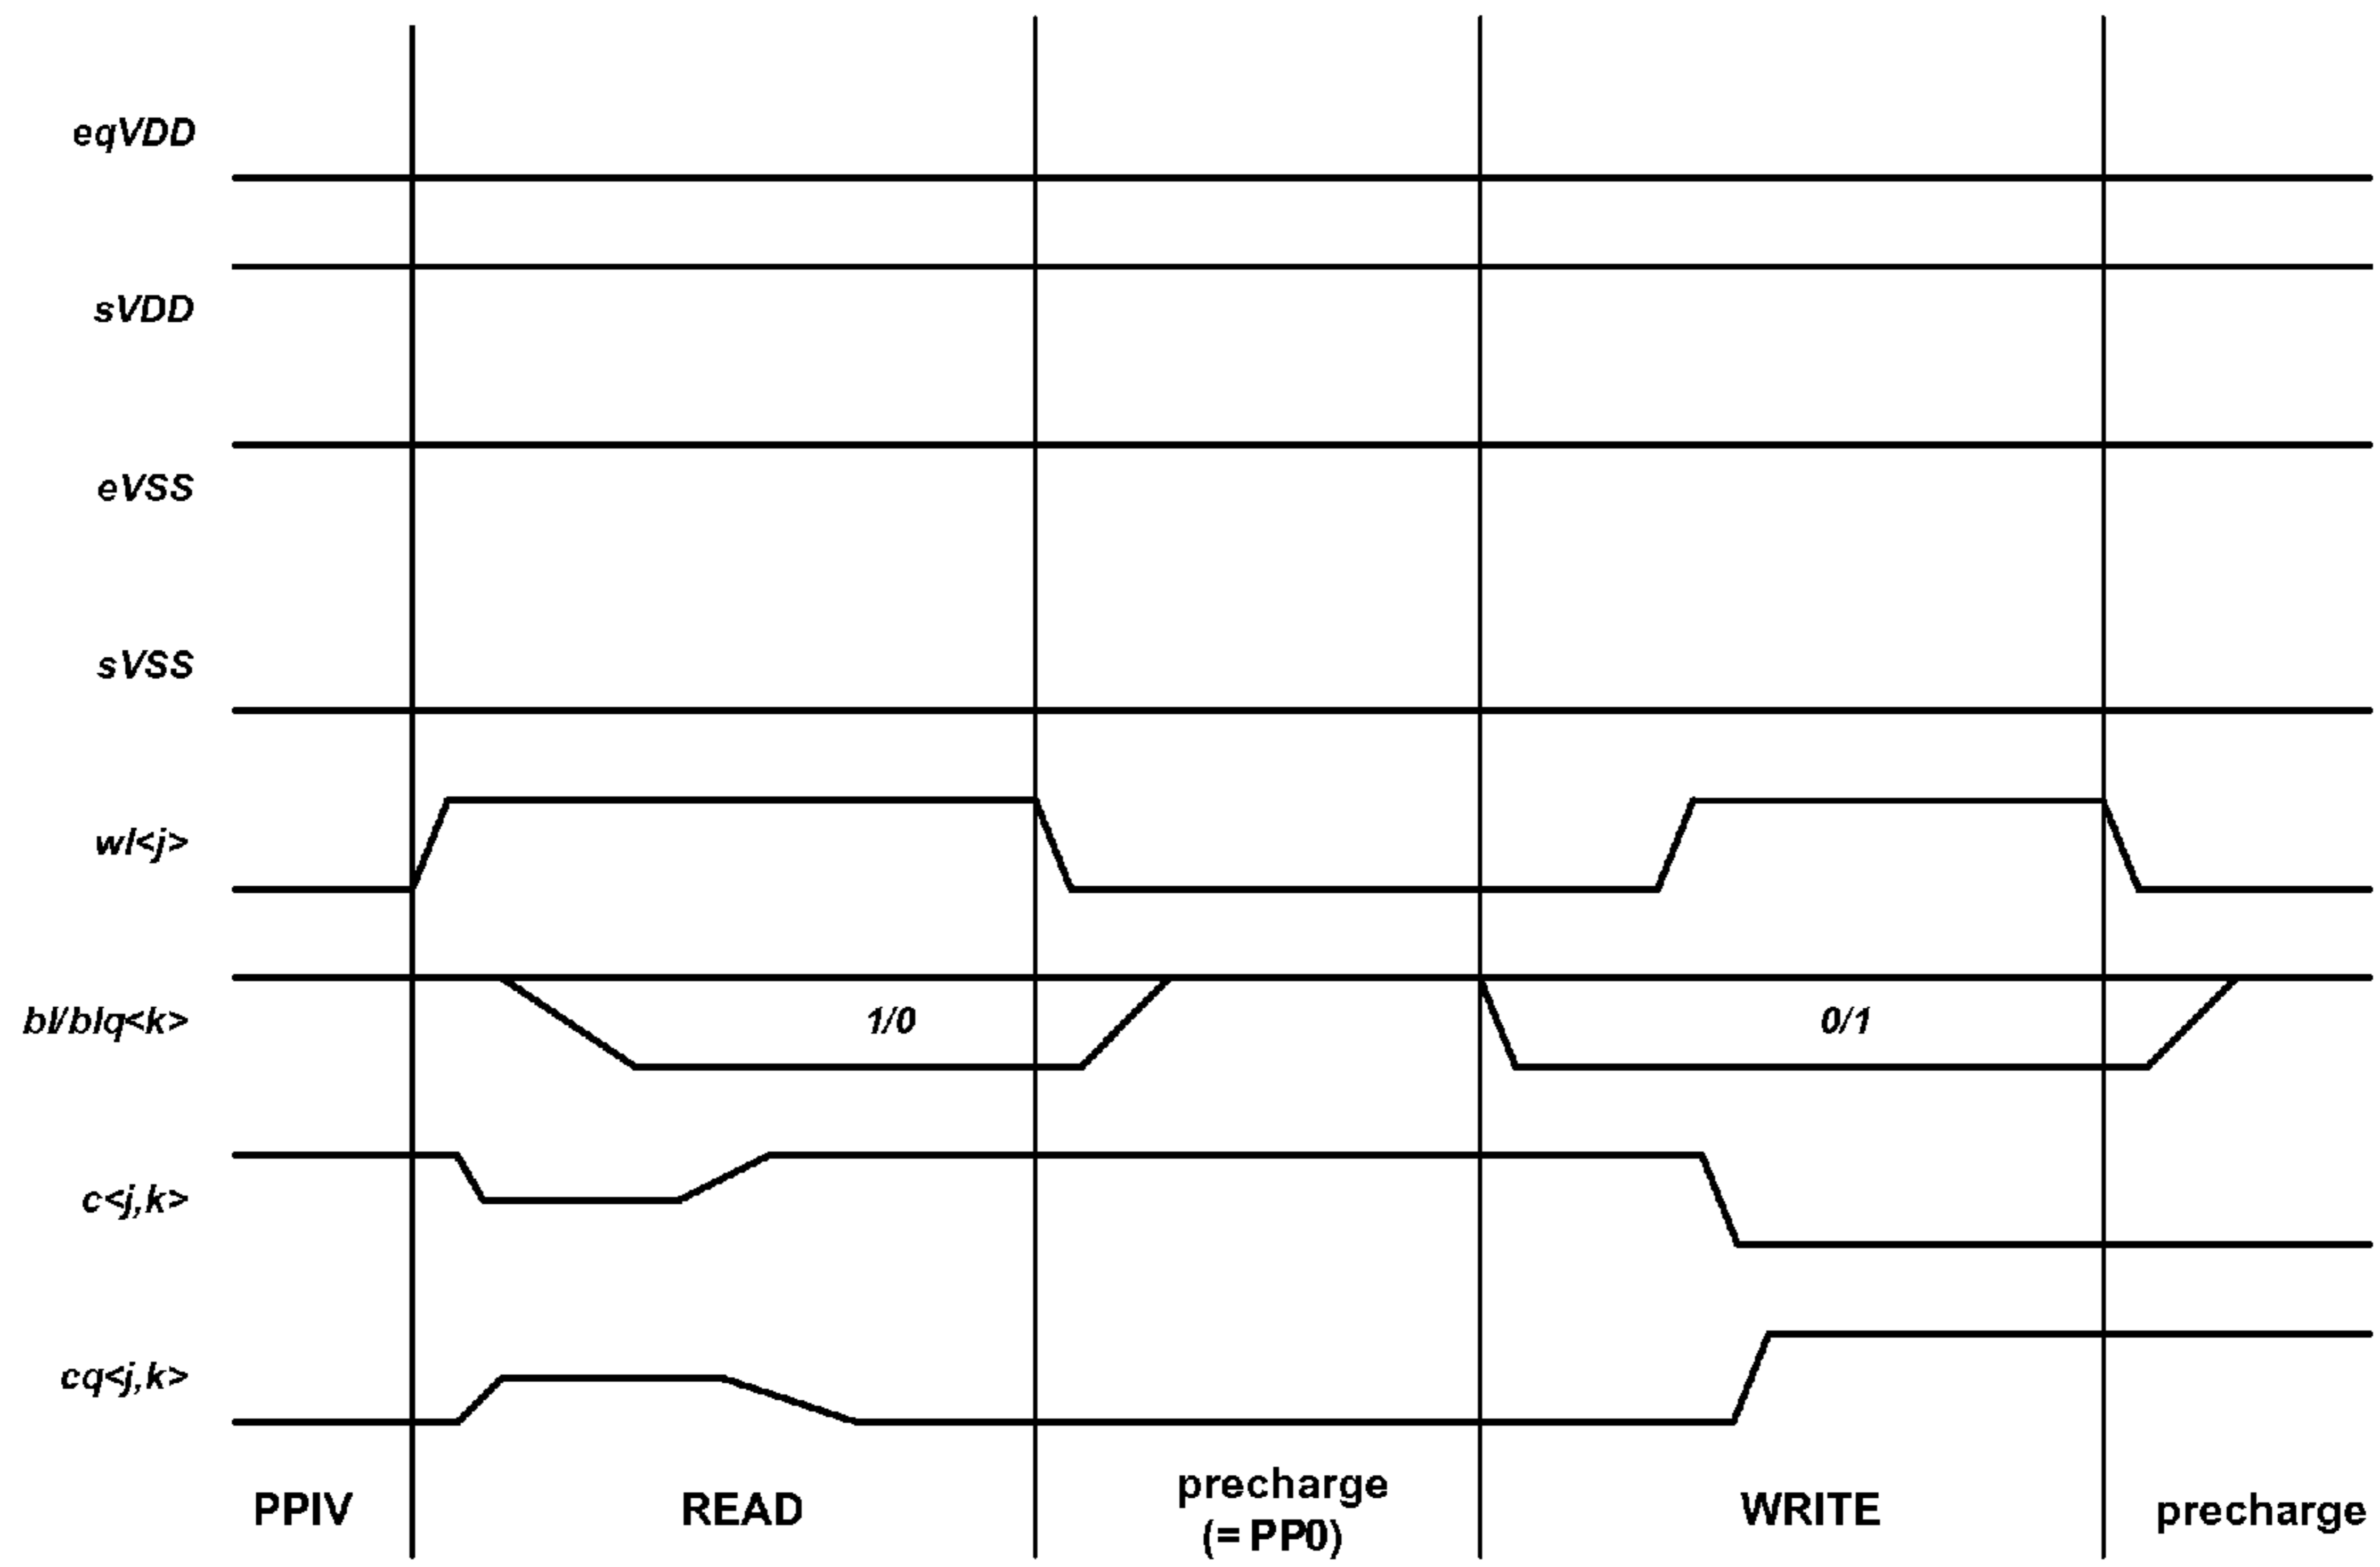 eqVDD
sVDD
eVSS
sVSS
wl<j>
bl/blq<k>
1/0
0/1
c<j,k>
cq<j,k>
PPIV
READ
precharge
(= PP0)
WRITE
precharge